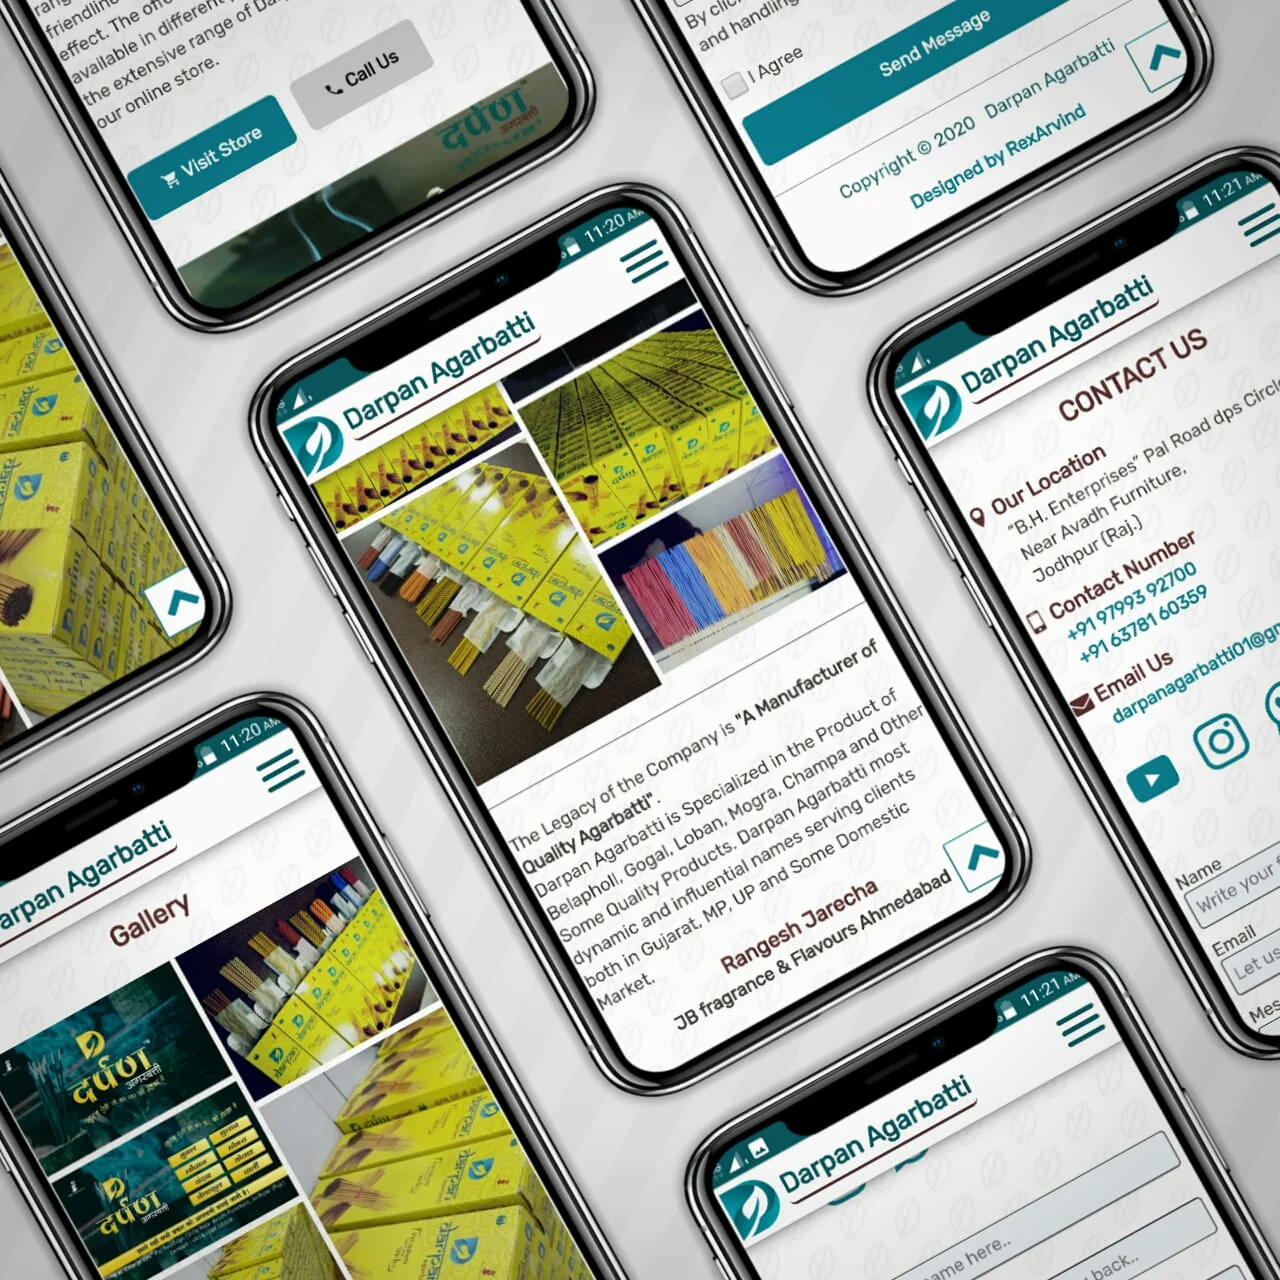 friendline
effect. The offe
available in different p
the extensive range of Darp
our online store.
Visit Store
Call Us
दर्पण
अगरबत्ती
By clic
and handling
I Agree
Send Message
Copyright © 2020 Darpan Agarbatti
Designed by RexArvind
11:20 AM
Darpan Agarbatti
The Legacy of the Company is "A Manufacturer of
Quality Agarbatti".
Darpan Agarbatti is Specialized in the Product of
Belapholl, Gogal, Loban, Mogra, Champa and Other
Some Quality Products. Darpan Agarbatti most
dynamic and influential names serving clients
both in Gujarat, MP, UP and Some Domestic
Market.
Rangesh Jarecha
JB fragrance & Flavours Ahmedabad
11:21 AM
Darpan Agarbatti
CONTACT US
Our Location
"B.H. Enterprises" Pal Road dps Circle
Near Avadh Furniture,
Jodhpur (Raj.)
Contact Number
+91 97993 92700
+91 63781 60359
Email Us
darpanagarbatti01@gm
Name
Write your
Email
Let us
Mes
11:20 AM
arpan Agarbatti
Gallery
दर्पण
अगरबत्ती
दर्पण
अगरबत्ती
11:21 AM
Darpan Agarbatti
ame here..
back..